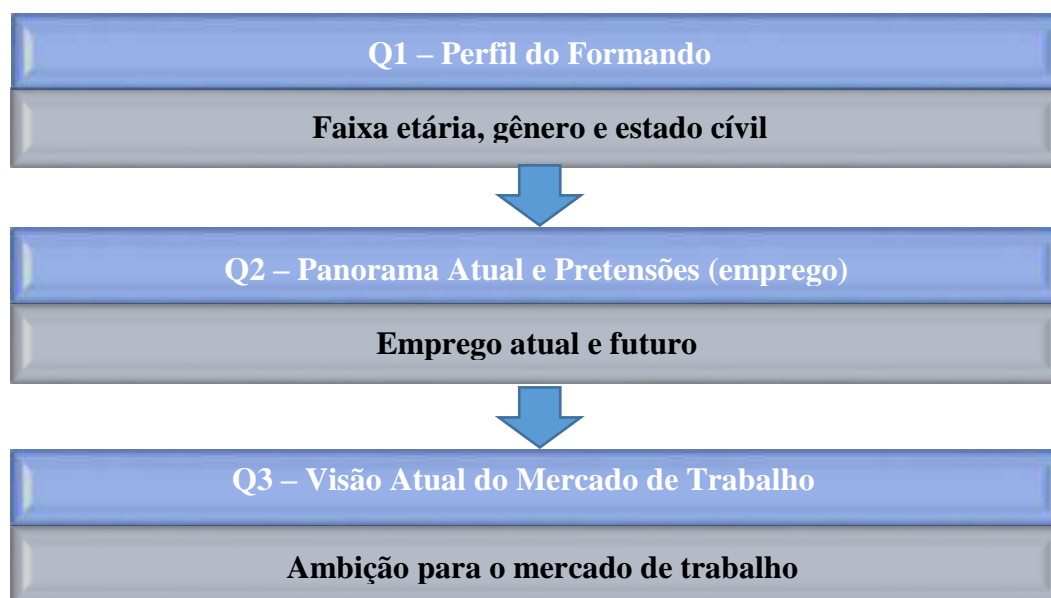 Q1 – Perfil do Formando
Faixa etária, gênero e estado cívil
Q2 – Panorama Atual e Pretensões (emprego)
Emprego atual e futuro
Q3 – Visão Atual do Mercado de Trabalho
Ambição para o mercado de trabalho